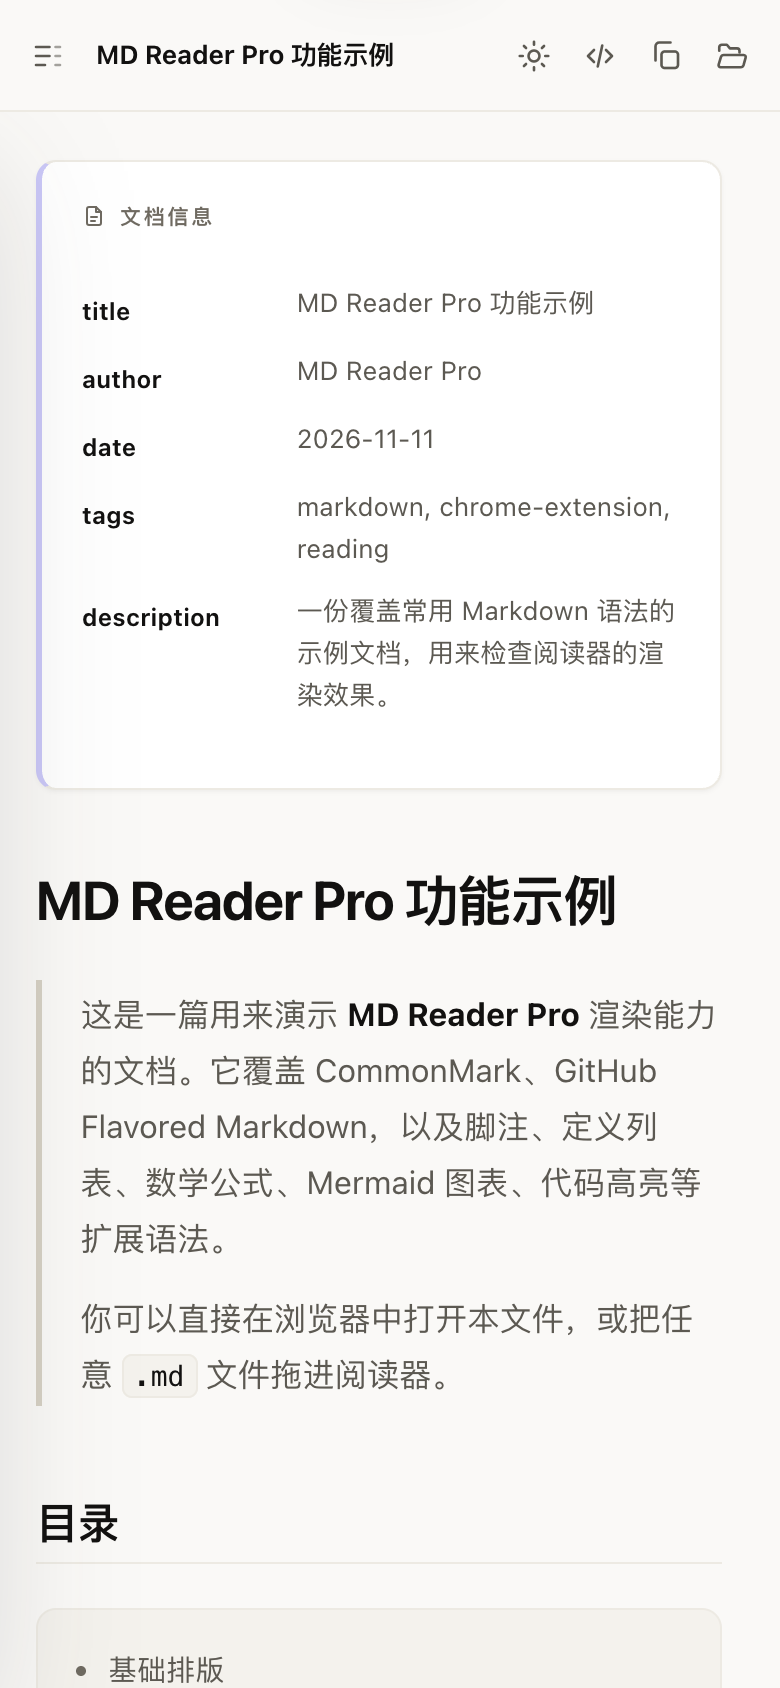 MD Reader Pro 功能示例
文档信息
title MD Reader Pro 功能示例
author MD Reader Pro
date 2026-11-11
tags markdown, chrome-extension,
reading
description 一份覆盖常用 Markdown 语法的
示例文档，用来检查阅读器的渲
染效果。
MD Reader Pro 功能示例
这是一篇用来演示 MD Reader Pro 渲染能力
的文档。它覆盖 CommonMark、GitHub
Flavored Markdown，以及脚注、定义列
表、数学公式、Mermaid 图表、代码高亮等
扩展语法。
你可以直接在浏览器中打开本文件，或把任
意 .md 文件拖进阅读器。
目录
• 基础排版